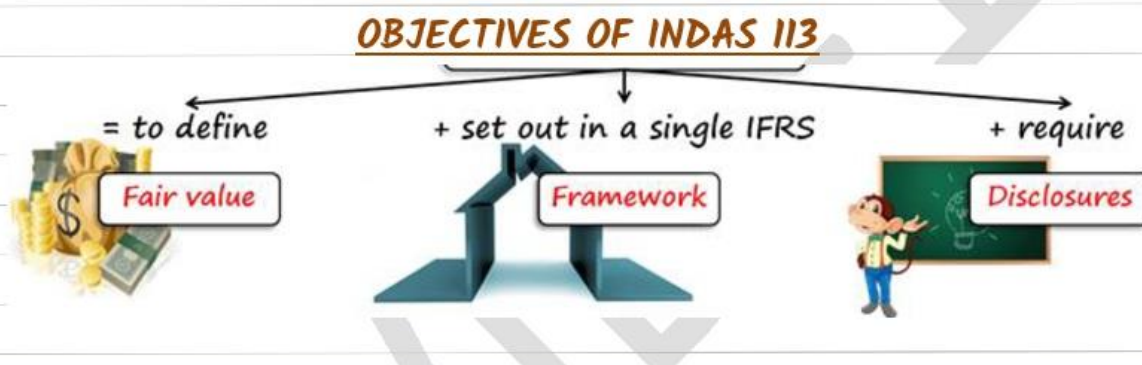 OBJECTIVES OF INDAS 113
= to define
+ set out in a single IFRS
+ require
Fair value
Framework
Disclosures
$